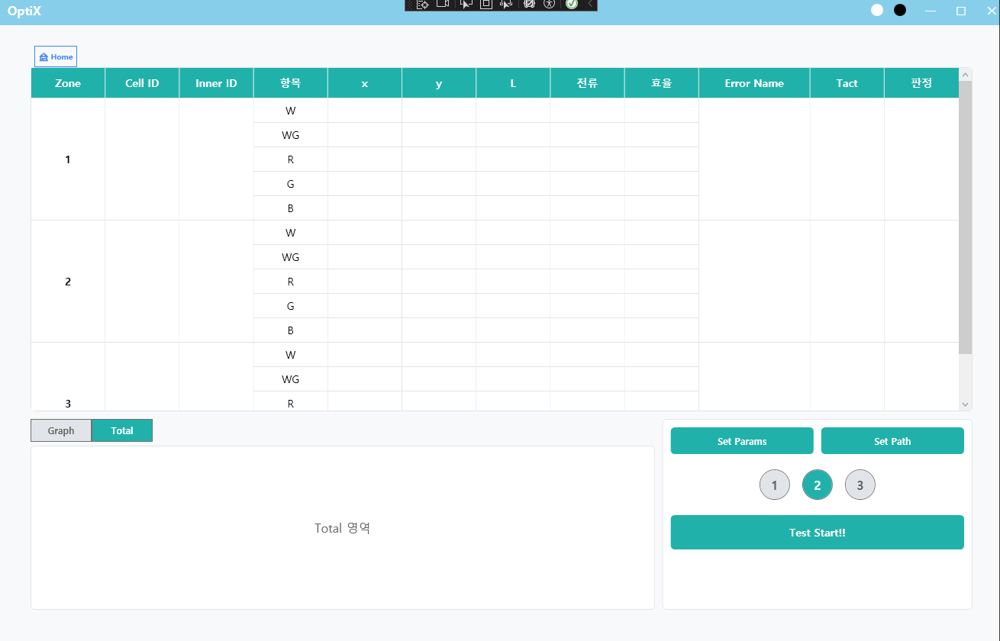 OptiX
Home
Zone Cell ID Inner ID 항목 x y L 전류 효율 Error Name Tact 판정
W
WG
1 R
G
B
W
WG
2 R
G
B
W
WG
3 R
Graph Total
Total 영역
Set Params Set Path
1 2 3
Test Start!!